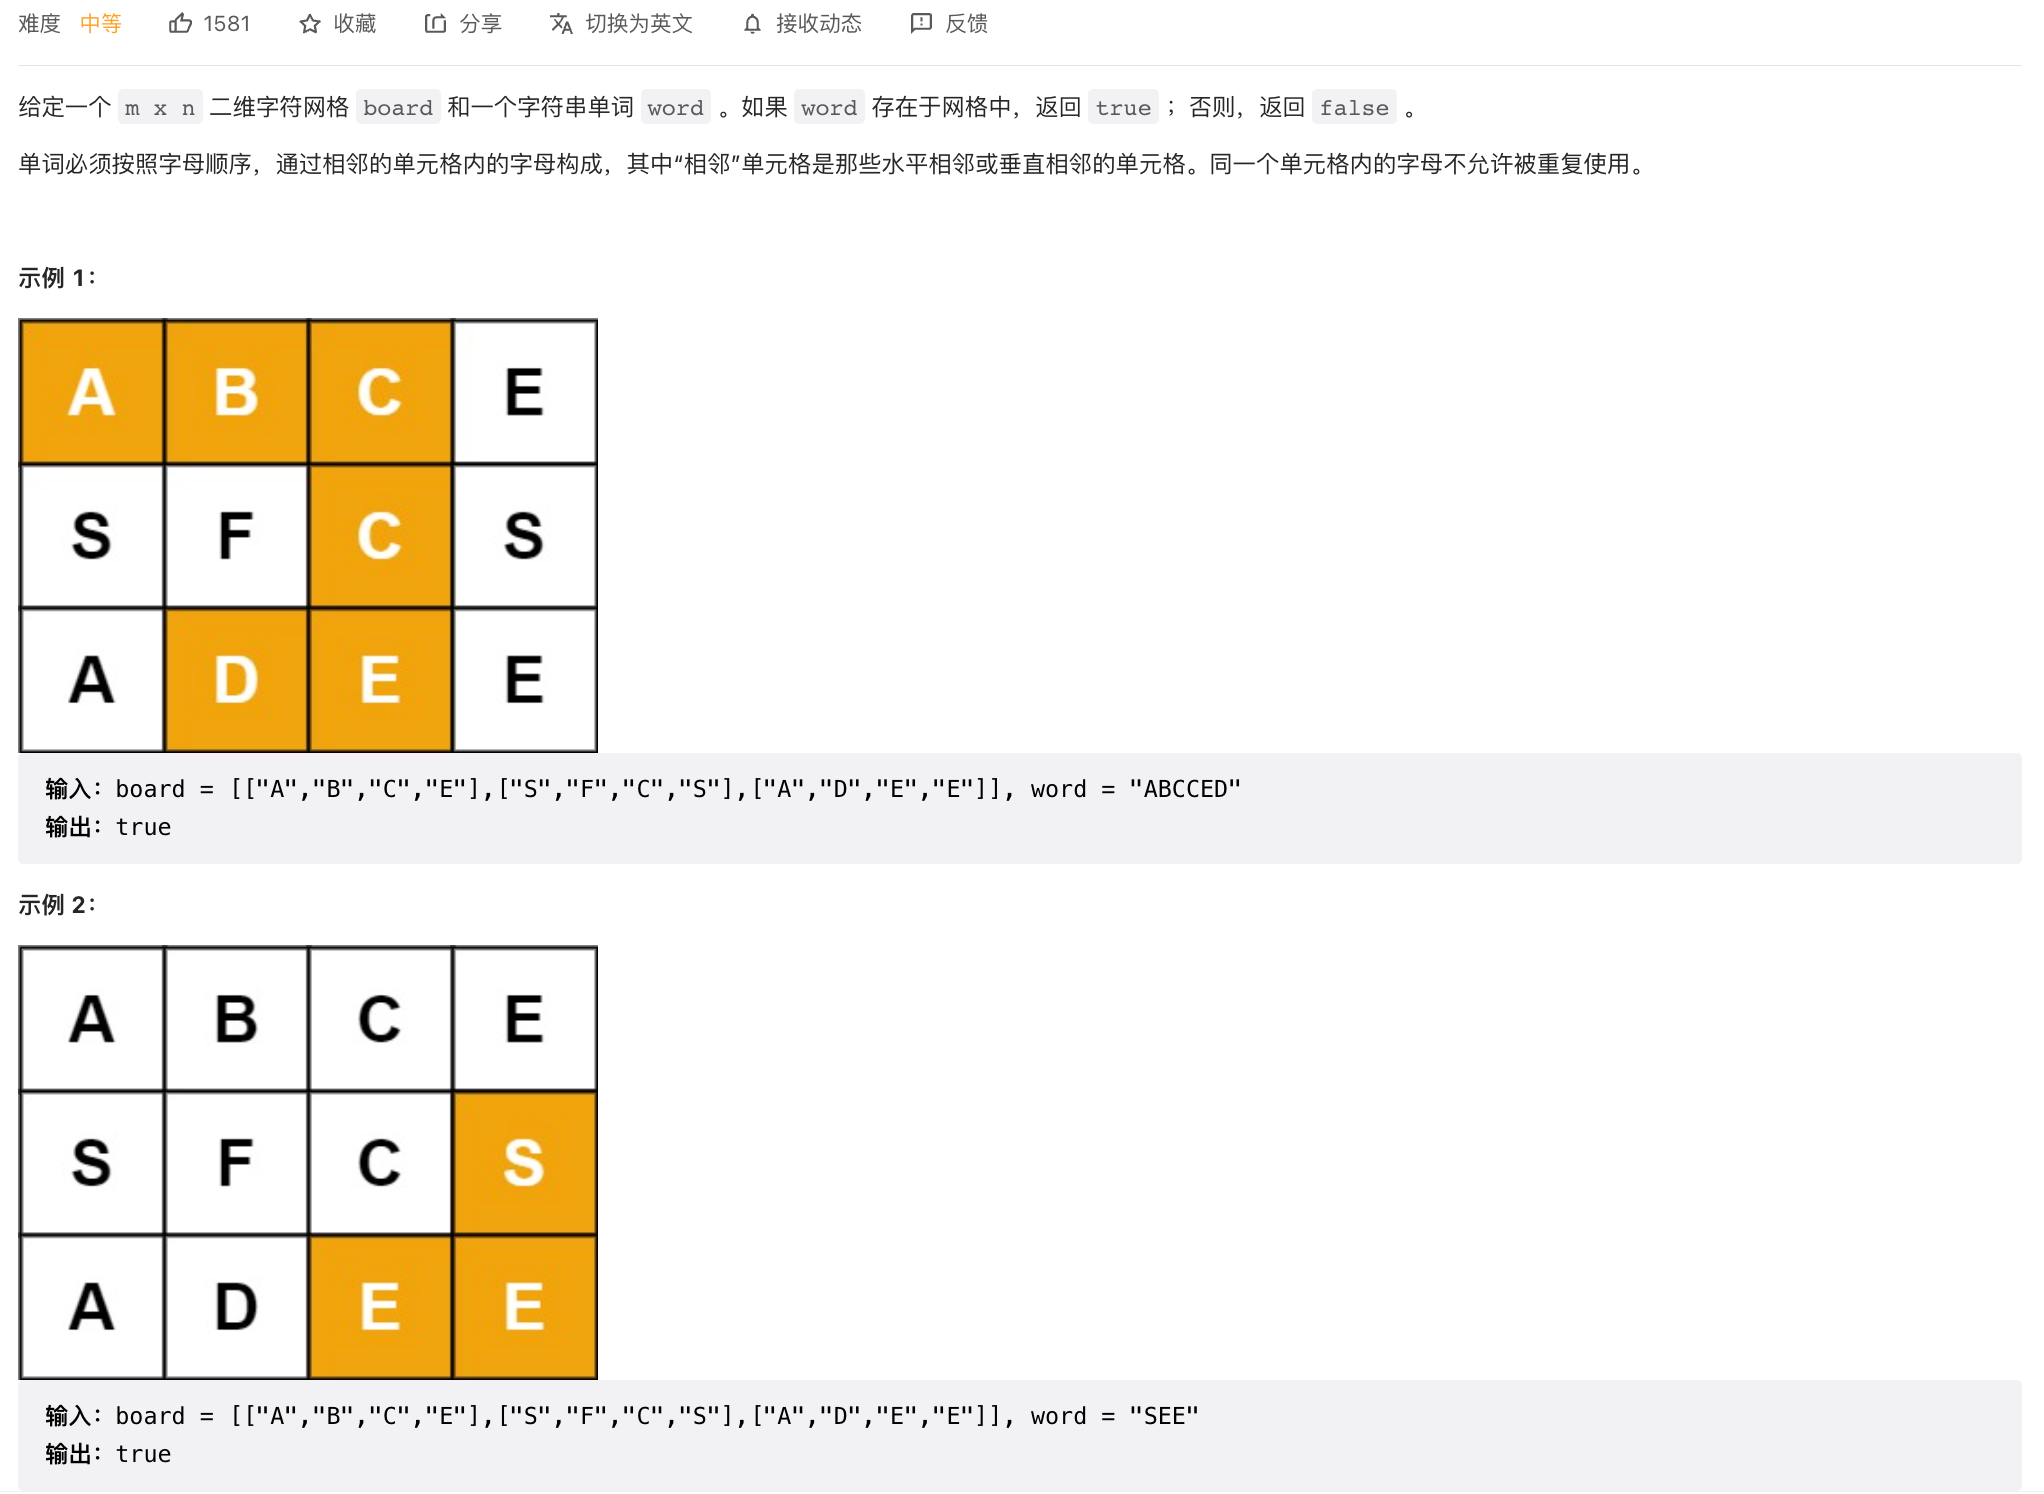 难度 中等 1581 收藏 分享 切换为英文 接收动态 反馈
给定一个 m x n 二维字符网格 board 和一个字符串单词 word 。如果 word 存在于网格中，返回 true ；否则，返回 false 。
单词必须按照字母顺序，通过相邻的单元格内的字母构成，其中“相邻”单元格是那些水平相邻或垂直相邻的单元格。同一个单元格内的字母不允许被重复使用。
示例 1：
A B C E
S F C S
A D E E
输入：board = [["A","B","C","E"],["S","F","C","S"],["A","D","E","E"]], word = "ABCCED"
输出：true
示例 2：
A B C E
S F C S
A D E E
输入：board = [["A","B","C","E"],["S","F","C","S"],["A","D","E","E"]], word = "SEE"
输出：true